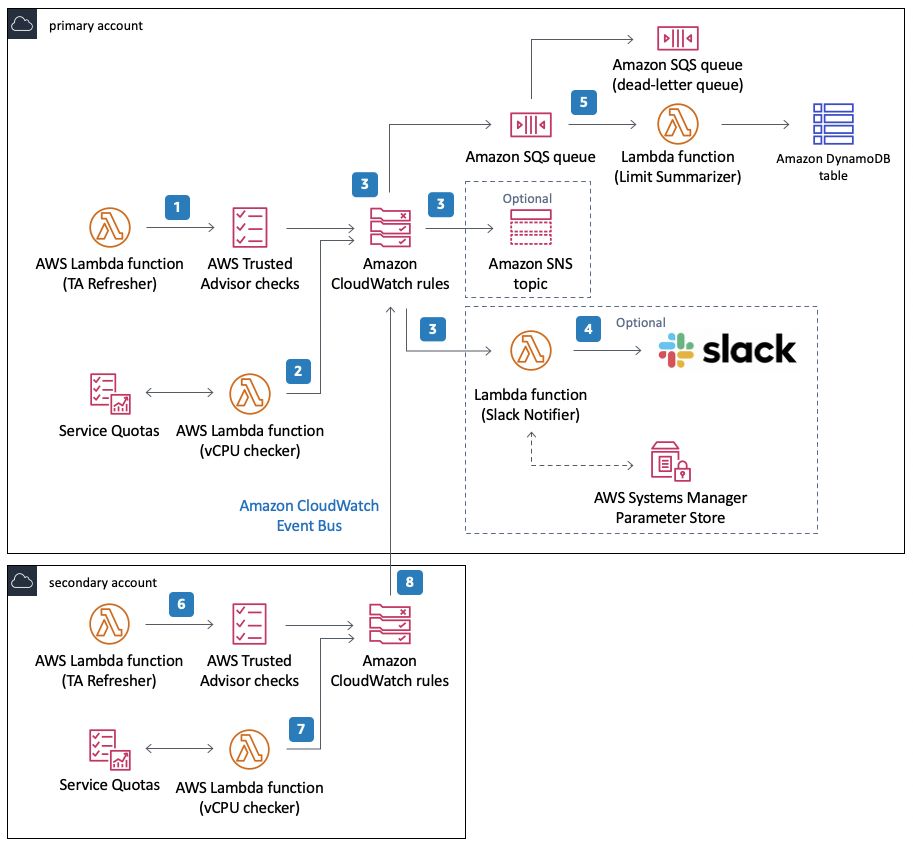 primary account
Amazon SQS queue
(dead-letter queue)
5
Amazon SQS queue
Lambda function
(Limit Summarizer)
Amazon DynamoDB
table
3
3
1
Optional
AWS Lambda function
(TA Refresher)
AWS Trusted
Advisor checks
Amazon
CloudWatch rules
Amazon SNS
topic
3
4
Optional
slack
2
Lambda function
(Slack Notifier)
Service Quotas
AWS Lambda function
(vCPU checker)
AWS Systems Manager
Parameter Store
Amazon CloudWatch
Event Bus
secondary account
8
6
AWS Lambda function
(TA Refresher)
AWS Trusted
Advisor checks
Amazon
CloudWatch rules
7
Service Quotas
AWS Lambda function
(vCPU checker)